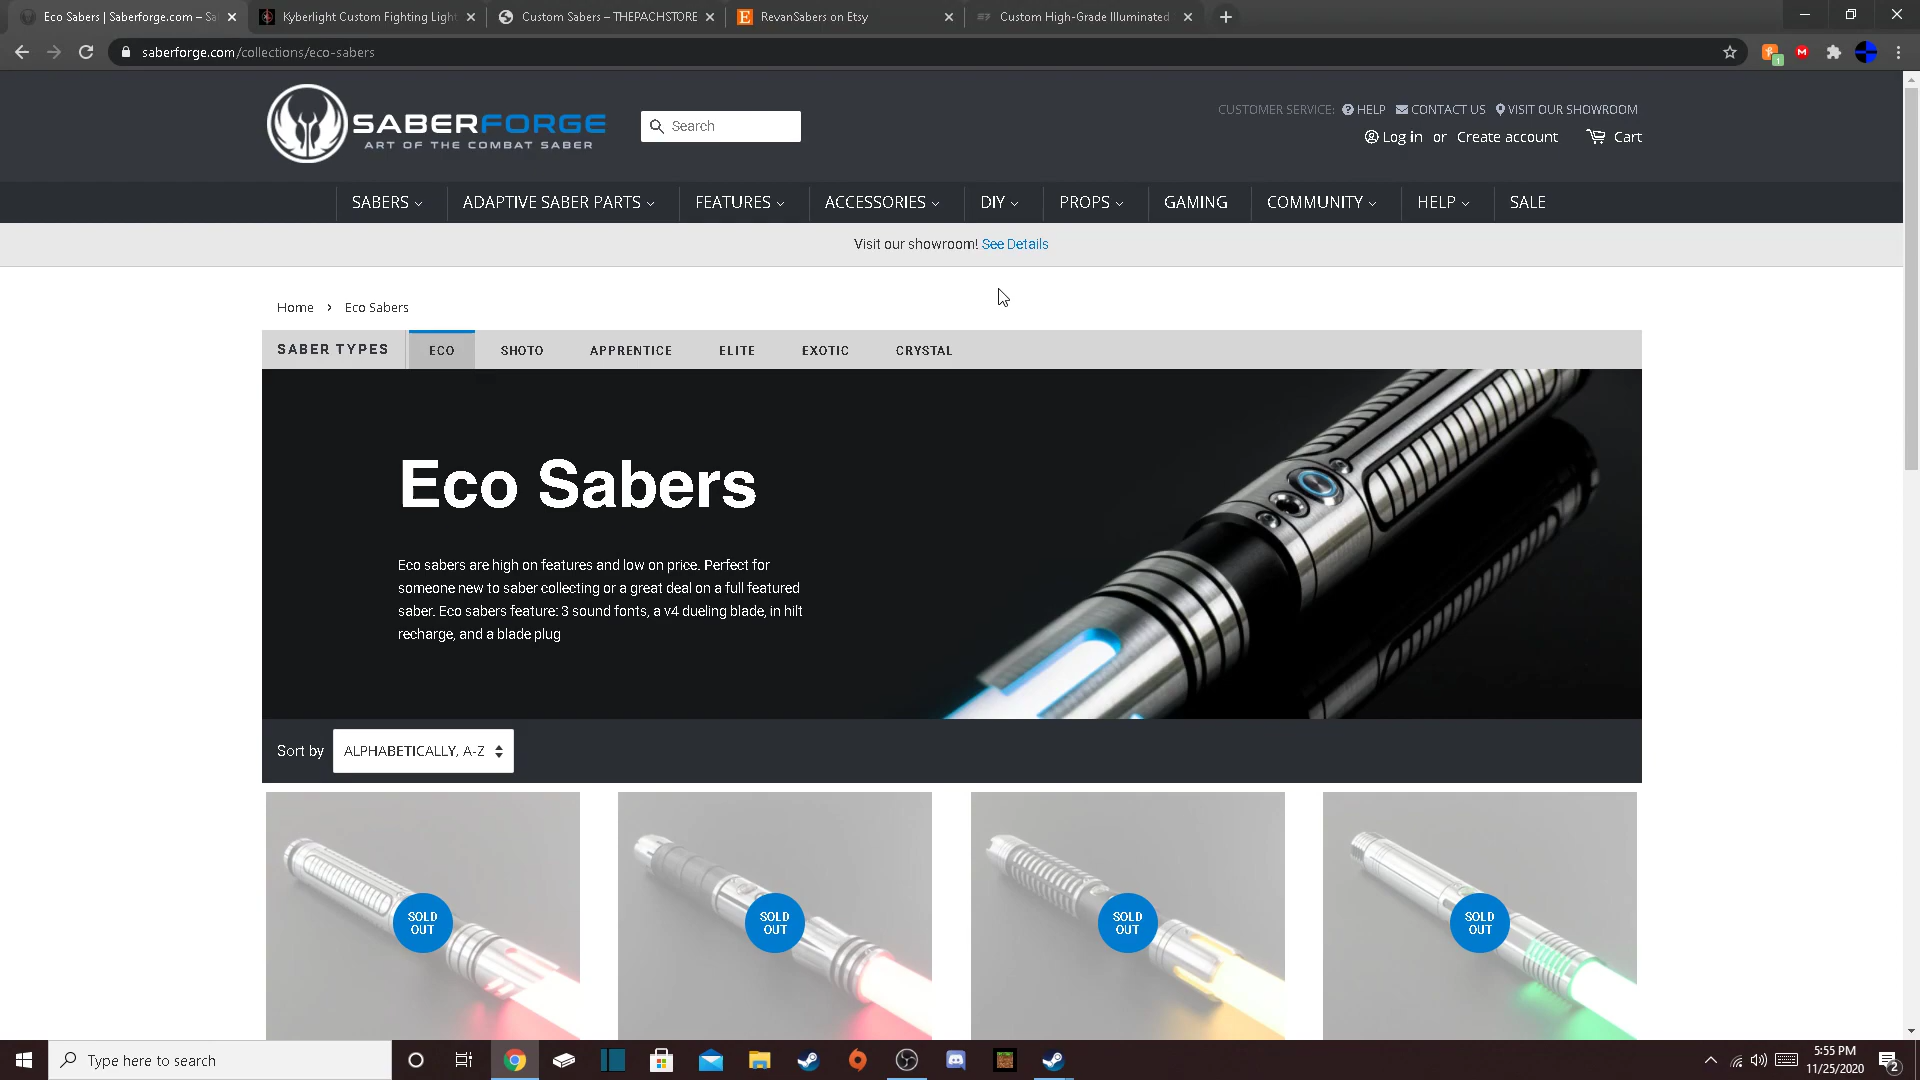 Eco Sabers | Saberforge.com – Sa
Kyberlight Custom Fighting Light
Custom Sabers – THEPACHSTORE
RevanSabers on Etsy
Custom High-Grade Illuminated
saberforge.com/collections/eco-sabers
SABERFORGE
ART OF THE COMBAT SABER
Search
CUSTOMER SERVICE: HELP CONTACT US VISIT OUR SHOWROOM
Log in or Create account Cart
SABERS ADAPTIVE SABER PARTS FEATURES ACCESSORIES DIY PROPS GAMING COMMUNITY HELP SALE
Visit our showroom! See Details
Home › Eco Sabers
SABER TYPES ECO SHOTO APPRENTICE ELITE EXOTIC CRYSTAL
Eco Sabers
Eco sabers are high on features and low on price. Perfect for
someone new to saber collecting or a great deal on a full featured
saber. Eco sabers feature: 3 sound fonts, a v4 dueling blade, in hilt
recharge, and a blade plug
Sort by ALPHABETICALLY, A-Z
SOLD
OUT
SOLD
OUT
SOLD
OUT
SOLD
OUT
Type here to search
5:55 PM
11/25/2020
2